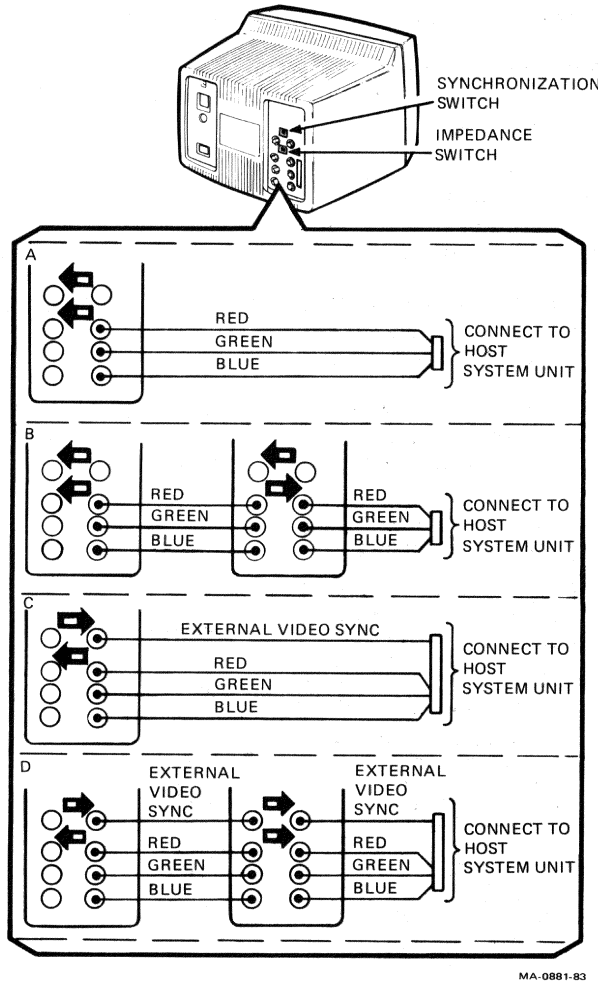 SYNCHRONIZATION
SWITCH
IMPEDANCE
SWITCH
A
RED
GREEN
BLUE
CONNECT TO
HOST
SYSTEM UNIT
B
RED
GREEN
BLUE
RED
GREEN
BLUE
CONNECT TO
HOST
SYSTEM UNIT
C
EXTERNAL VIDEO SYNC
RED
GREEN
BLUE
CONNECT TO
HOST
SYSTEM UNIT
D
EXTERNAL
VIDEO
SYNC
RED
GREEN
BLUE
EXTERNAL
VIDEO
SYNC
RED
GREEN
BLUE
CONNECT TO
HOST
SYSTEM UNIT
MA-0881-83